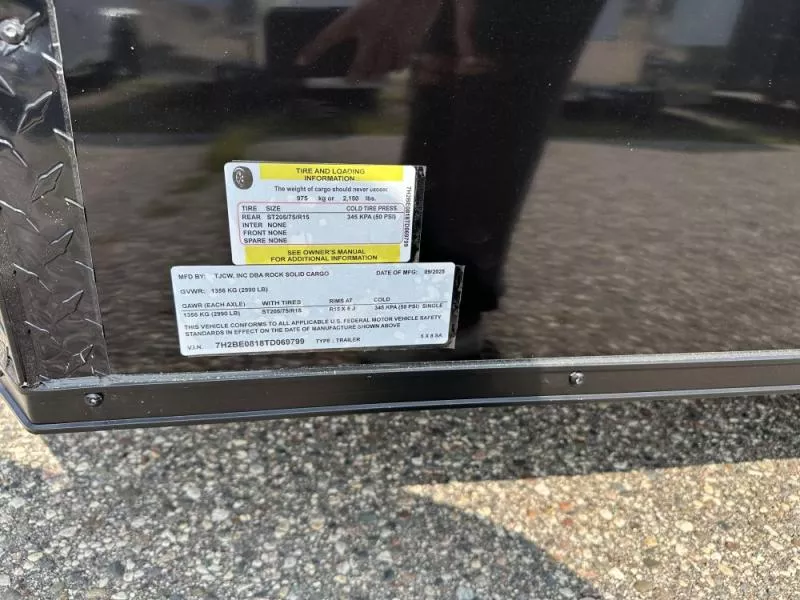 TIRE AND LOADING
INFORMATION
The weight of cargo should never exceed
975 kg or 2,150 lbs.
TIRE SIZE COLD TIRE PRESS.
REAR ST205/75/R15 345 KPA (50 PSI)
INTER NONE
FRONT NONE
SPARE NONE
SEE OWNER'S MANUAL
FOR ADDITIONAL INFORMATION
7H2BE0818TD069799
MFD BY: TJCW, INC DBA ROCK SOLID CARGO DATE OF MFG: 09/2025
GVWR: 1356 KG (2990 LB)
GAWR (EACH AXLE) WITH TIRES RIMS AT COLD
1356 KG (2990 LB) ST205/75/R15 R15 X 6 J 345 KPA (50 PSI) SINGLE
THIS VEHICLE CONFORMS TO ALL APPLICABLE U.S. FEDERAL MOTOR VEHICLE SAFETY
STANDARDS IN EFFECT ON THE DATE OF MANUFACTURE SHOWN ABOVE
V.I.N. 7H2BE0818TD069799 TYPE: TRAILER 5 X 8 SA